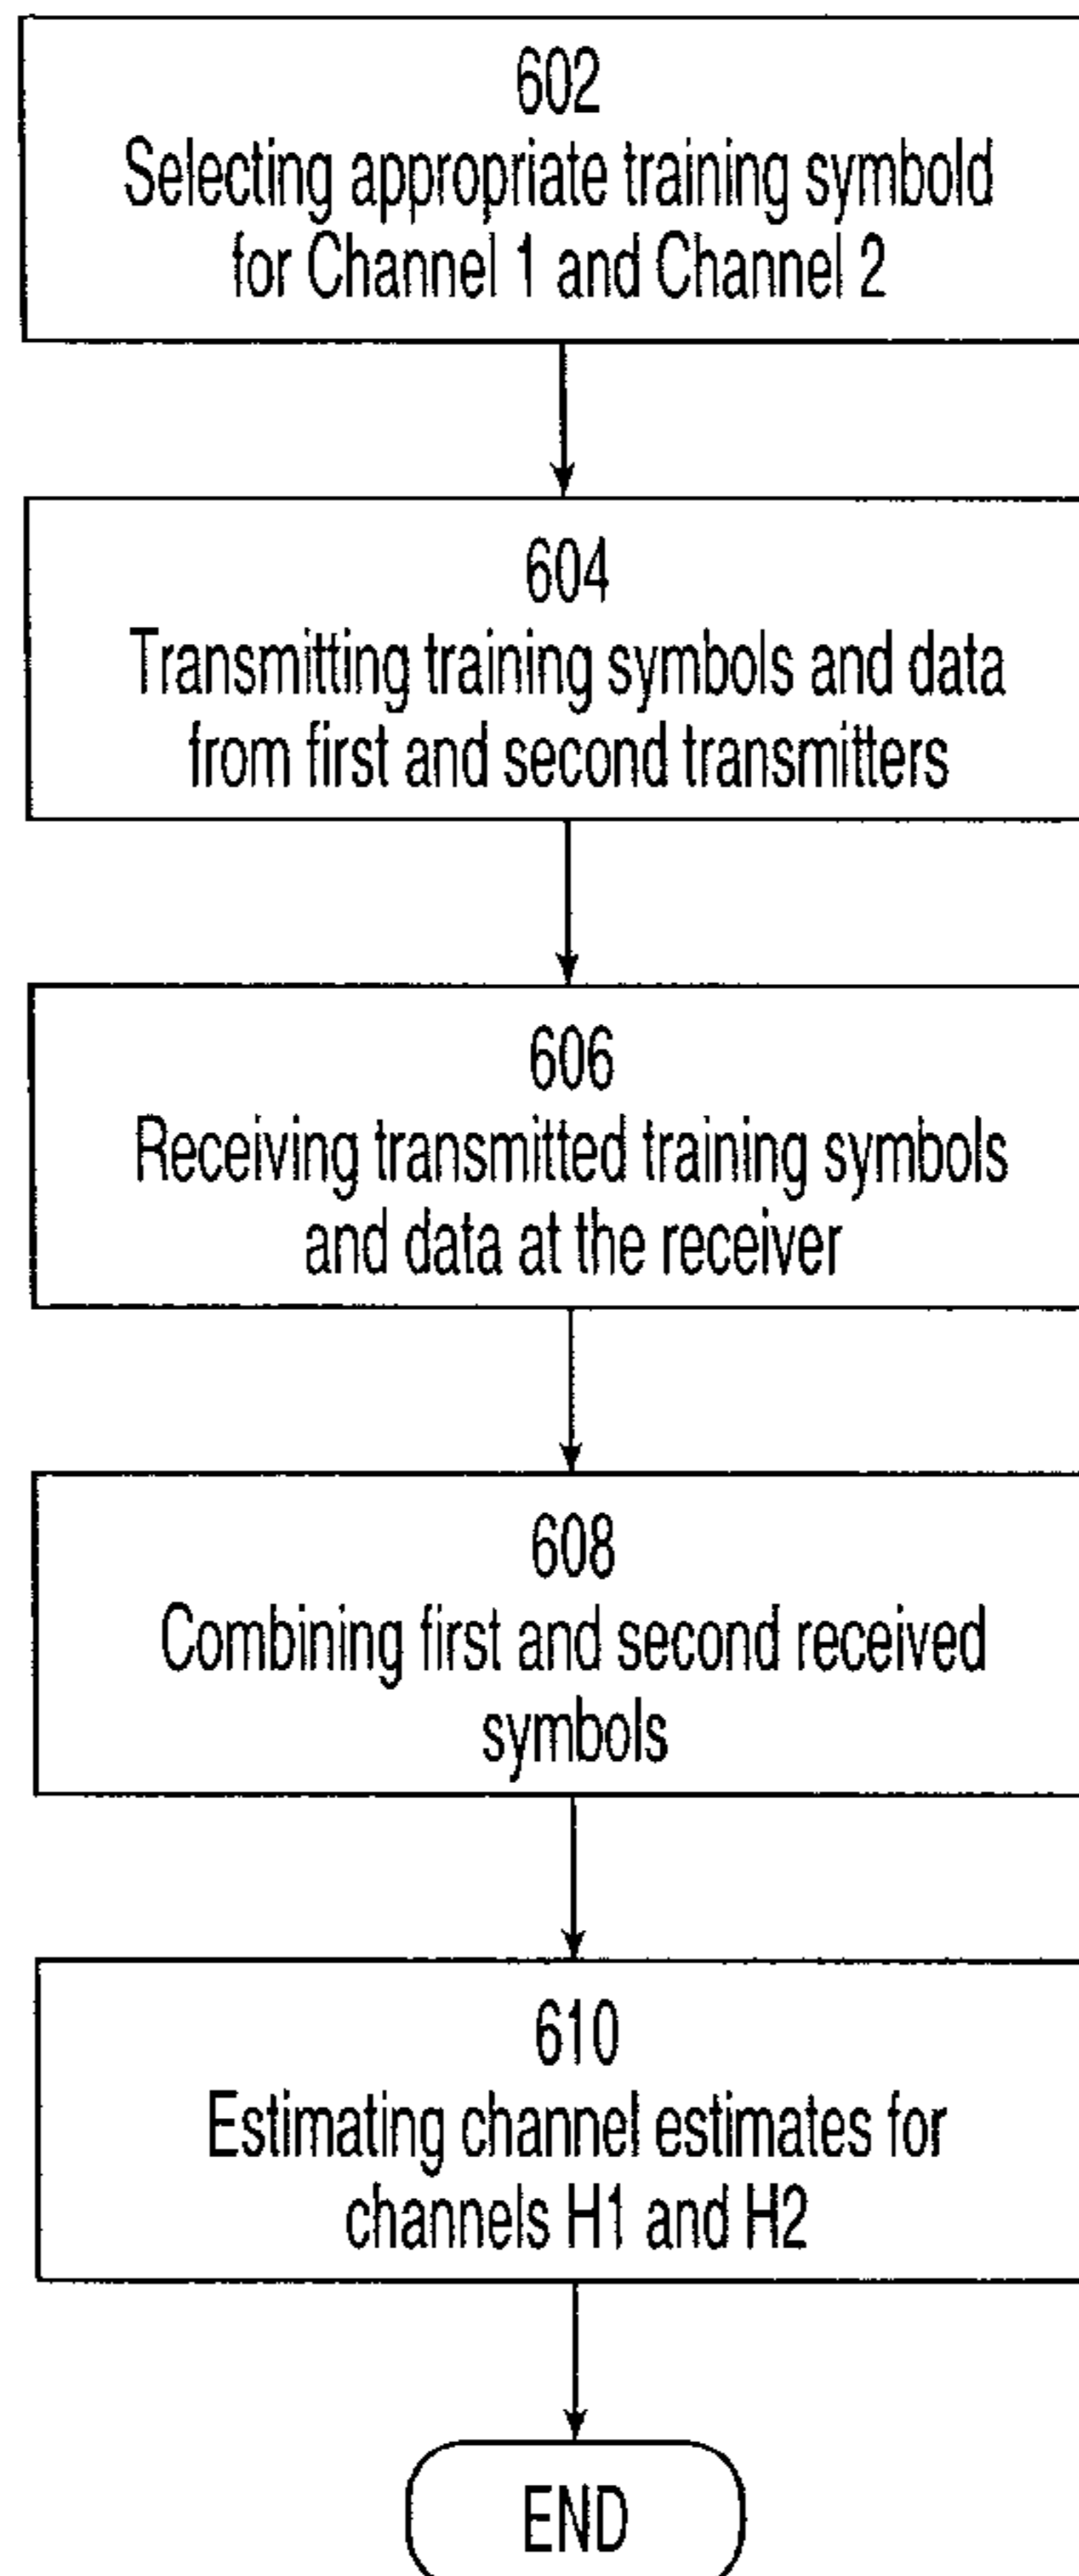 602
Selecting appropriate training symbold
for Channel 1 and Channel 2
604
Transmitting training symbols and data
from first and second transmitters
606
Receiving transmitted training symbols
and data at the receiver
608
Combining first and second received
symbols
610
Estimating channel estimates for
channels H1 and H2
END